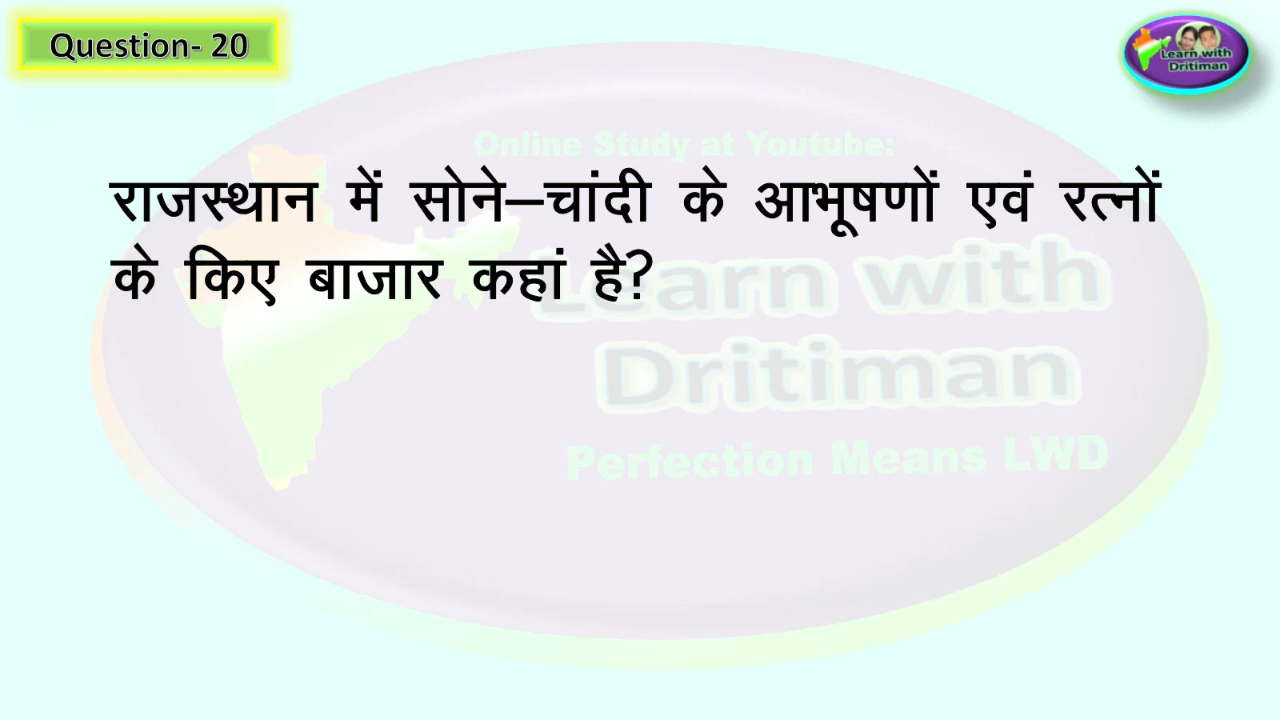 Question- 20
Learn with
Dritiman
Online Study at Youtube:
राजस्थान में सोने–चांदी के आभूषणों एवं रत्नों
के किए बाजार कहां है?
Learn with
Dritiman
Perfection Means LWD